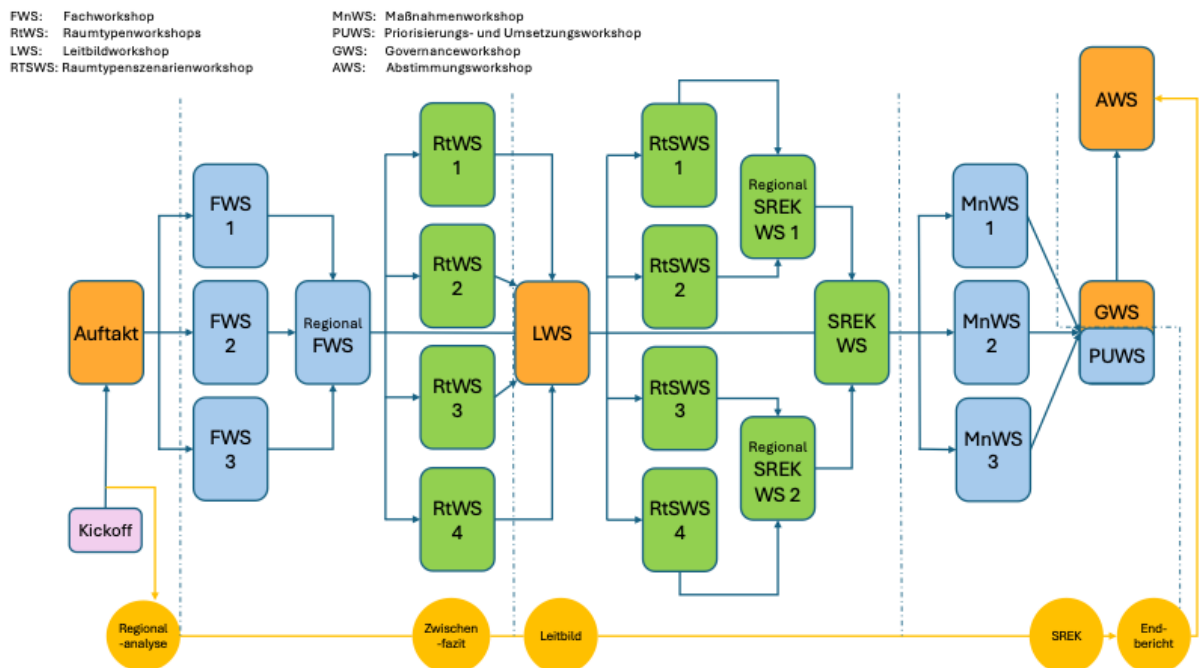 FWS: Fachworkshop
RtWS: Raumtypenworkshops
LWS: Leitbildworkshop
RTSWS: Raumtypenszenarienworkshop
MnWS: Maßnahmenworkshop
PUWS: Priorisierungs- und Umsetzungsworkshop
GWS: Governanceworkshop
AWS: Abstimmungsworkshop
Auftakt
Kickoff
FWS
1
FWS
2
FWS
3
Regional
FWS
RtWS
1
RtWS
2
RtWS
3
RtWS
4
LWS
RtSWS
1
RtSWS
2
RtSWS
3
RtSWS
4
Regional
SREK
WS 1
Regional
SREK
WS 2
SREK
WS
MnWS
1
MnWS
2
MnWS
3
AWS
GWS
PUWS
Regional
-analyse
Zwischen
-fazit
Leitbild
SREK
End-
bericht